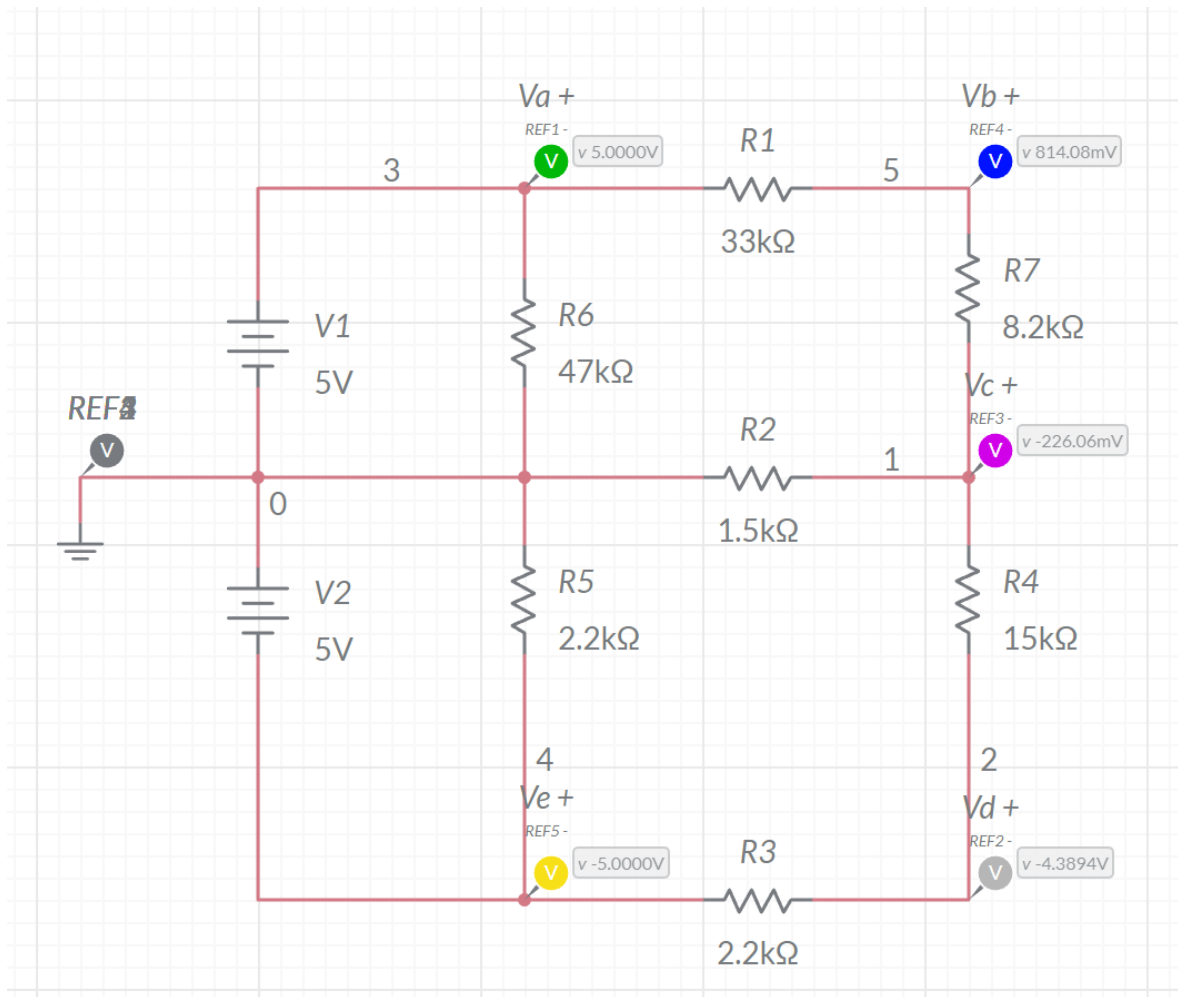 Va +
REF1 -
V
v 5.0000V
R1
Vb +
REF4 -
V
v 814.08mV
3
5
33kΩ
R7
8.2kΩ
V1
5V
R6
47kΩ
V
R2
Vc +
REF3 -
V
v -226.06mV
1
0
1.5kΩ
V2
5V
R5
2.2kΩ
R4
15kΩ
4
2
Ve +
REF5 -
V
v -5.0000V
R3
Vd +
REF2 -
V
v -4.3894V
2.2kΩ